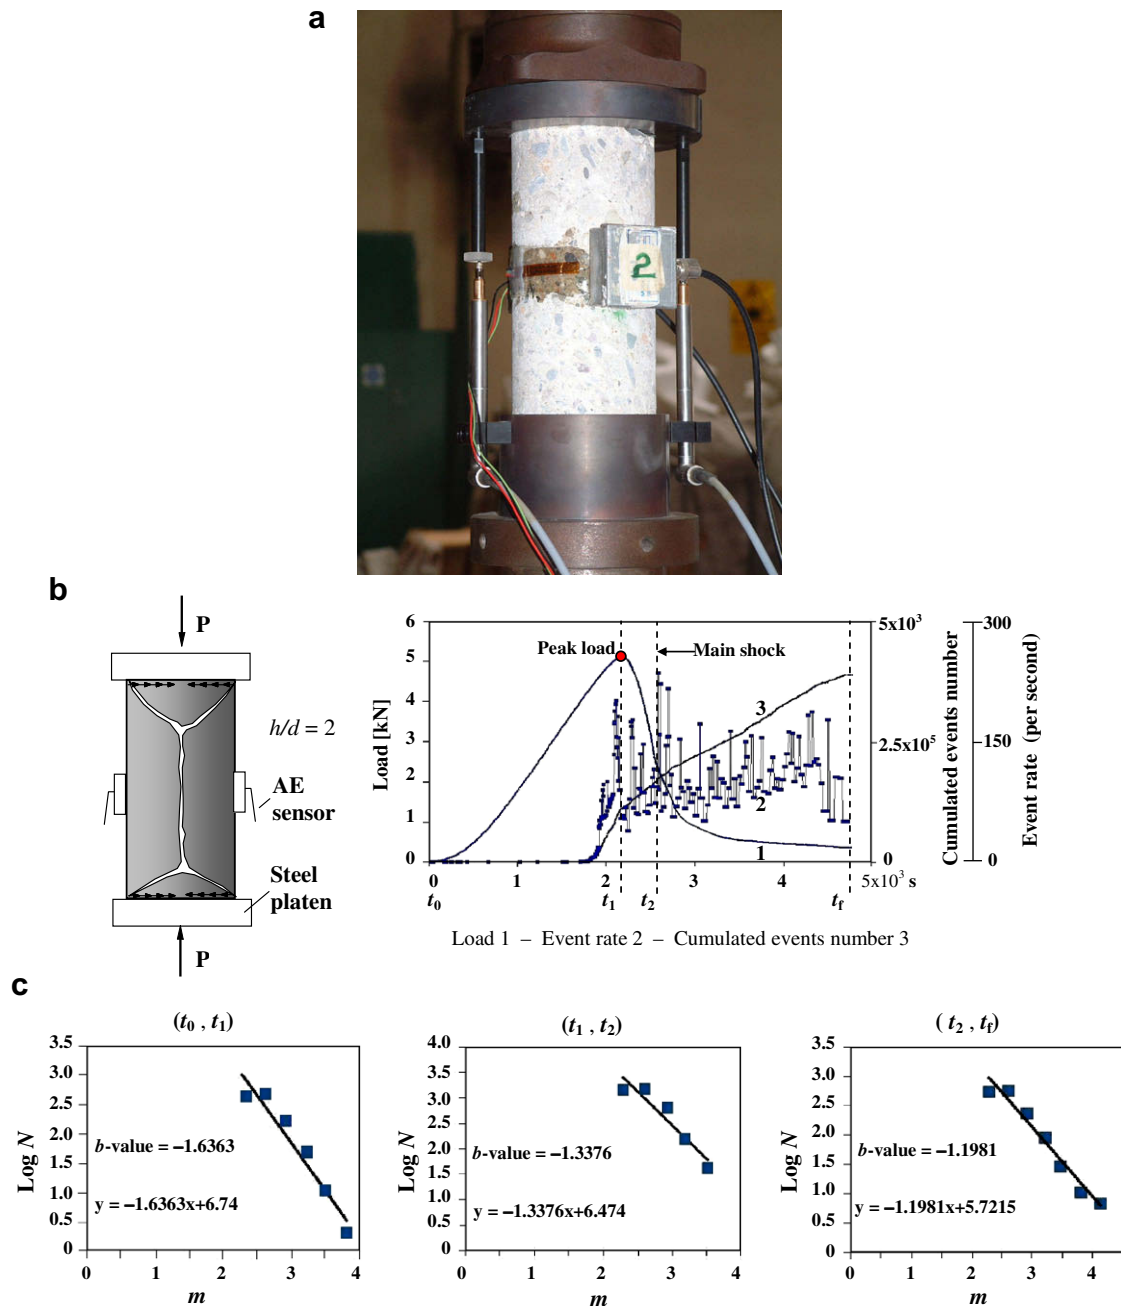 a
2
b
P
h/d = 2
AE
sensor
Steel
platen
P
Peak load
Main shock
6
5
4
3
2
1
0
Load [kN]
3
2
1
0
1
2
3
4
5x10³ s
t₀
t₁
t₂
t_f
5x10³
2.5x10⁵
0
Cumulated events number
300
150
0
Event rate (per second)
Load 1 – Event rate 2 – Cumulated events number 3
c
(t₀ , t₁)
3.5
3.0
2.5
2.0
1.5
1.0
0.5
0
Log N
b-value = −1.6363
y = −1.6363x+6.74
0
1
2
3
4
m
(t₁ , t₂)
4.0
3.5
3.0
2.5
2.0
1.5
1.0
0.5
0
Log N
b-value = −1.3376
y = −1.3376x+6.474
0
1
2
3
4
m
( t₂ , t_f)
3.5
3.0
2.5
2.0
1.5
1.0
0.5
0
Log N
b-value = −1.1981
y = −1.1981x+5.7215
0
1
2
3
4
m